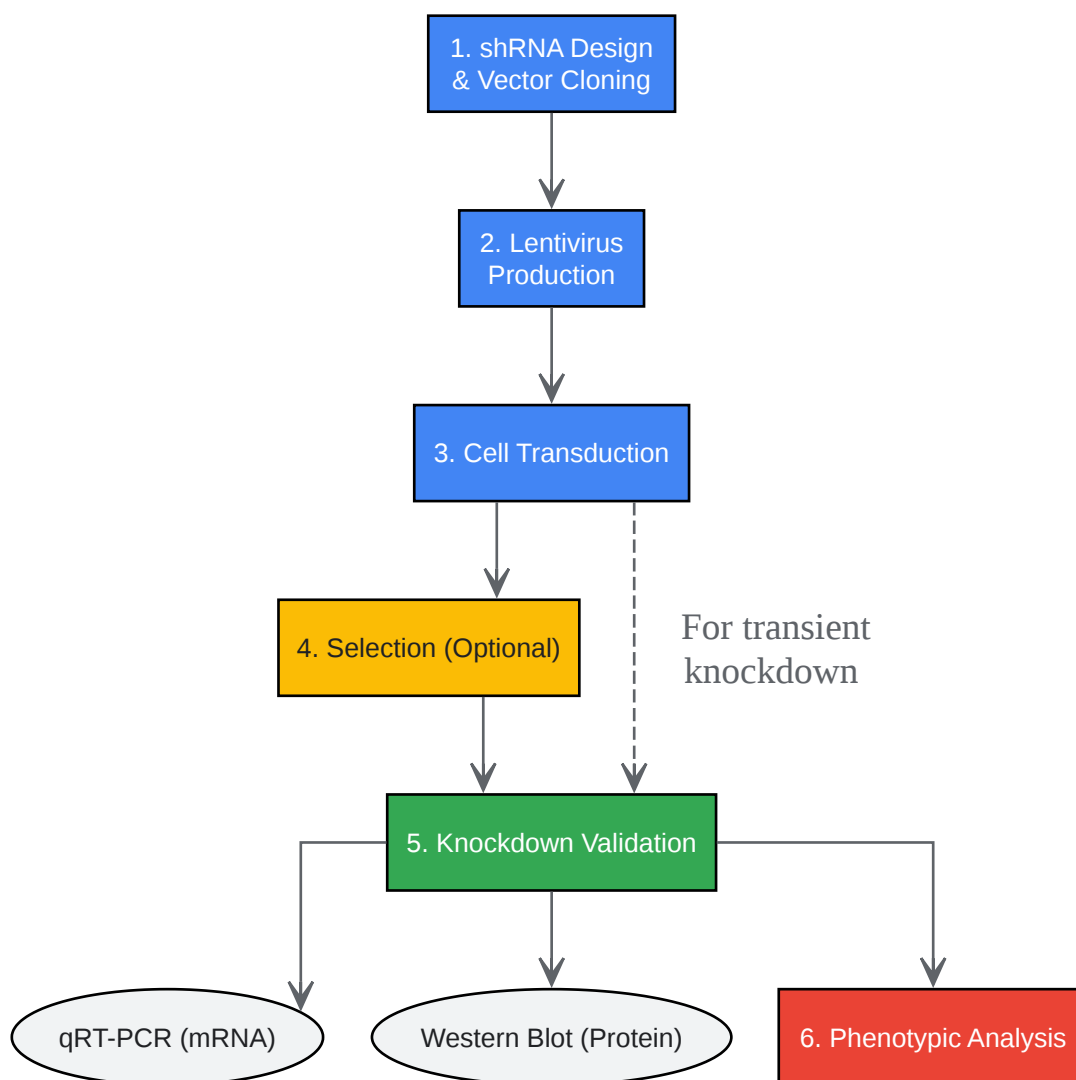 1. shRNA Design
& Vector Cloning
2. Lentivirus
Production
3. Cell Transduction
4. Selection (Optional)
For transient
knockdown
5. Knockdown Validation
qRT-PCR (mRNA)
Western Blot (Protein)
6. Phenotypic Analysis